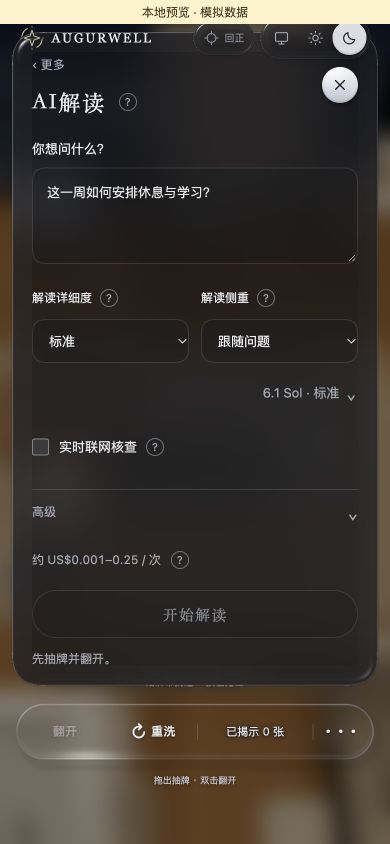 本地预览 · 模拟数据
AUGURWELL
回正
‹ 更多
AI解读 ?
你想问什么?
这一周如何安排休息与学习?
解读详细度 ?
解读侧重 ?
标准
跟随问题
6.1 Sol · 标准
实时联网核查 ?
高级
约 US$0.001–0.25 / 次 ?
开始解读
先抽牌并翻开。
翻开
重洗
已揭示 0 张
拖出抽牌 · 双击翻开